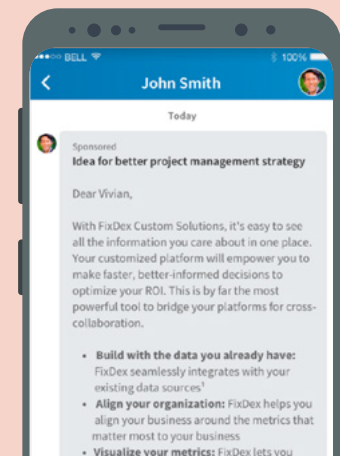 BELL 100%
John Smith
Today
Sponsored
Idea for better project management strategy
Dear Vivian,
With FixDex Custom Solutions, it's easy to see
all the information you care about in one place.
Your customized platform will empower you to
make faster, better-informed decisions to
optimize your ROI. This is by far the most
powerful tool to bridge your platforms for cross-
collaboration.
• Build with the data you already have:
FixDex seamlessly integrates with your
existing data sources¹
• Align your organization: FixDex helps you
align your business around the metrics that
matter most to your business
• Visualize your metrics: FixDex lets you